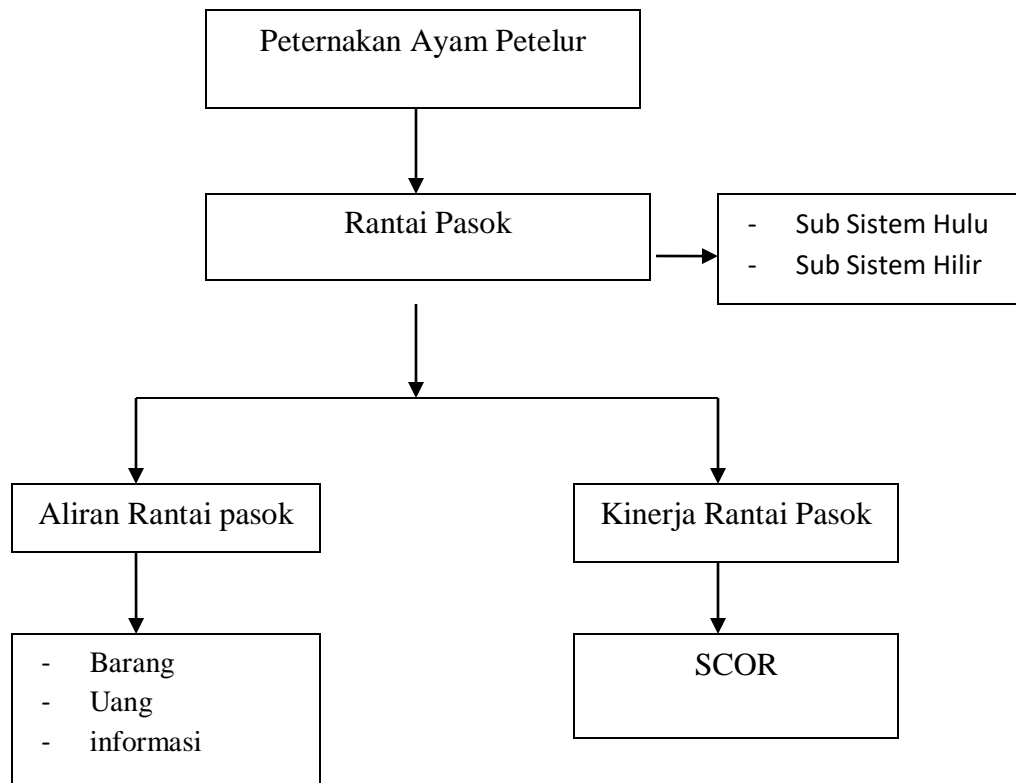 Peternakan Ayam Petelur
Rantai Pasok
- Sub Sistem Hulu
- Sub Sistem Hilir
Aliran Rantai pasok
Kinerja Rantai Pasok
- Barang
- Uang
- informasi
SCOR